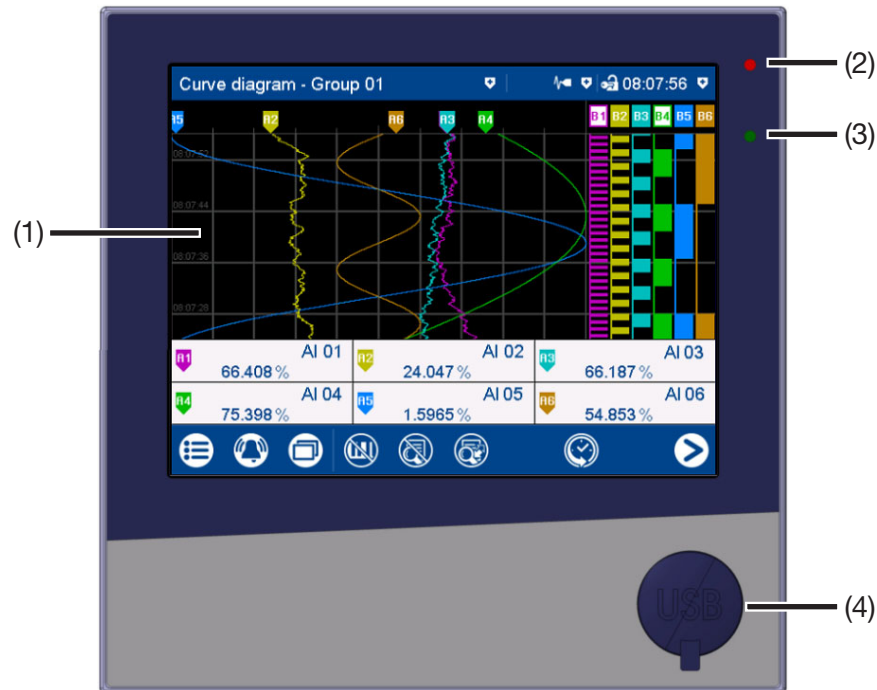 Curve diagram - Group 01 08:07:56
(2)
A5 A2 A6 A3 A4 B1 B2 B3 B4 B5 B6
(3)
08:07:52
08:07:44
(1)
08:07:36
08:07:28
A1 AI 01 66.408 % A2 AI 02 24.047 % A3 AI 03 66.187 %
A4 AI 04 75.398 % A5 AI 05 1.5965 % A6 AI 06 54.853 %
USB
(4)